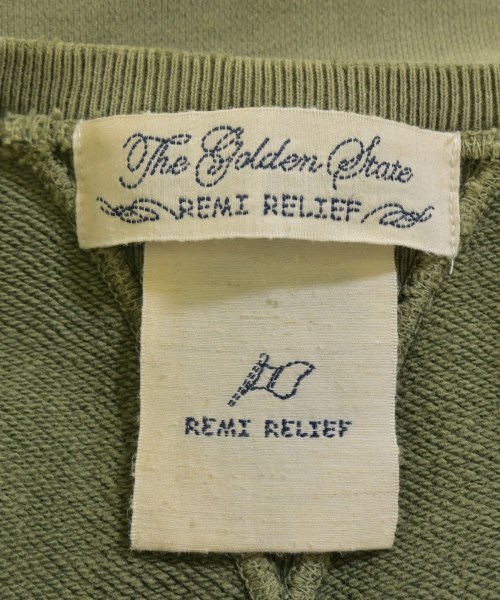 The Golden State
REMI RELIEF
REMI RELIEF